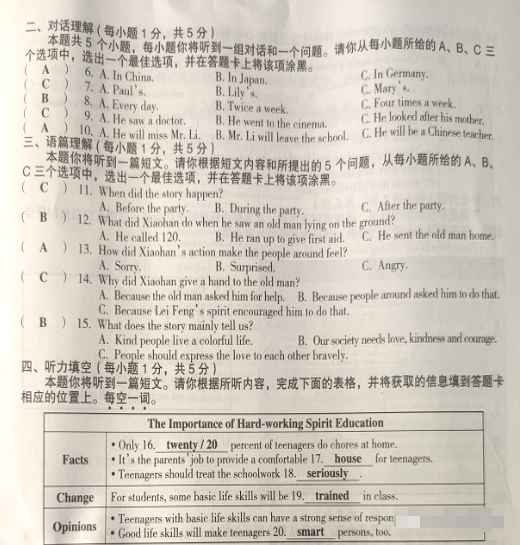 二、对话理解(每小题 1 分，共 5 分)
本题共 5 个小题，每小题你将听到一组对话和一个问题。请你从每小题所给的 A、B、C 三
个选项中，选出一个最佳选项，并在答题卡上将该项涂黑。
( A ) 6. A. In China. B. In Japan. C. In Germany.
( C ) 7. A. Paul's. B. Lily's. C. Mary's.
( B ) 8. A. Every day. B. Twice a week. C. Four times a week.
( C ) 9. A. He saw a doctor. B. He went to the cinema. C. He looked after his mother.
( A ) 10. A. He will miss Mr. Li. B. Mr. Li will leave the school. C. He will be a Chinese teacher.
三、语篇理解(每小题 1 分，共 5 分)
本题你将听到一篇短文。请你根据短文内容和所提出的 5 个问题，从每小题所给的 A、B、
C 三个选项中，选出一个最佳选项，并在答题卡上将该项涂黑。
( C ) 11. When did the story happen?
A. Before the party. B. During the party. C. After the party.
( B ) 12. What did Xiaohan do when he saw an old man lying on the ground?
A. He called 120. B. He ran up to give first aid. C. He sent the old man home.
( A ) 13. How did Xiaohan's action make the people around feel?
A. Sorry. B. Surprised. C. Angry.
( C ) 14. Why did Xiaohan give a hand to the old man?
A. Because the old man asked him for help. B. Because people around asked him to do that.
C. Because Lei Feng's spirit encouraged him to do that.
( B ) 15. What does the story mainly tell us?
A. Kind people live a colorful life. B. Our society needs love, kindness and courage.
C. People should express the love to each other bravely.
四、听力填空(每小题 1 分，共 5 分)
本题你将听到一篇短文。请你根据所听内容，完成下面的表格，并将获取的信息填到答题卡
相应的位置上。每空一词。
The Importance of Hard-working Spirit Education
Facts
• Only 16. twenty / 20 percent of teenagers do chores at home.
• It's the parents' job to provide a comfortable 17. house for teenagers.
• Teenagers should treat the schoolwork 18. seriously .
Change
For students, some basic life skills will be 19. trained in class.
Opinions
• Teenagers with basic life skills can have a strong sense of respon
• Good life skills will make teenagers 20. smart persons, too.